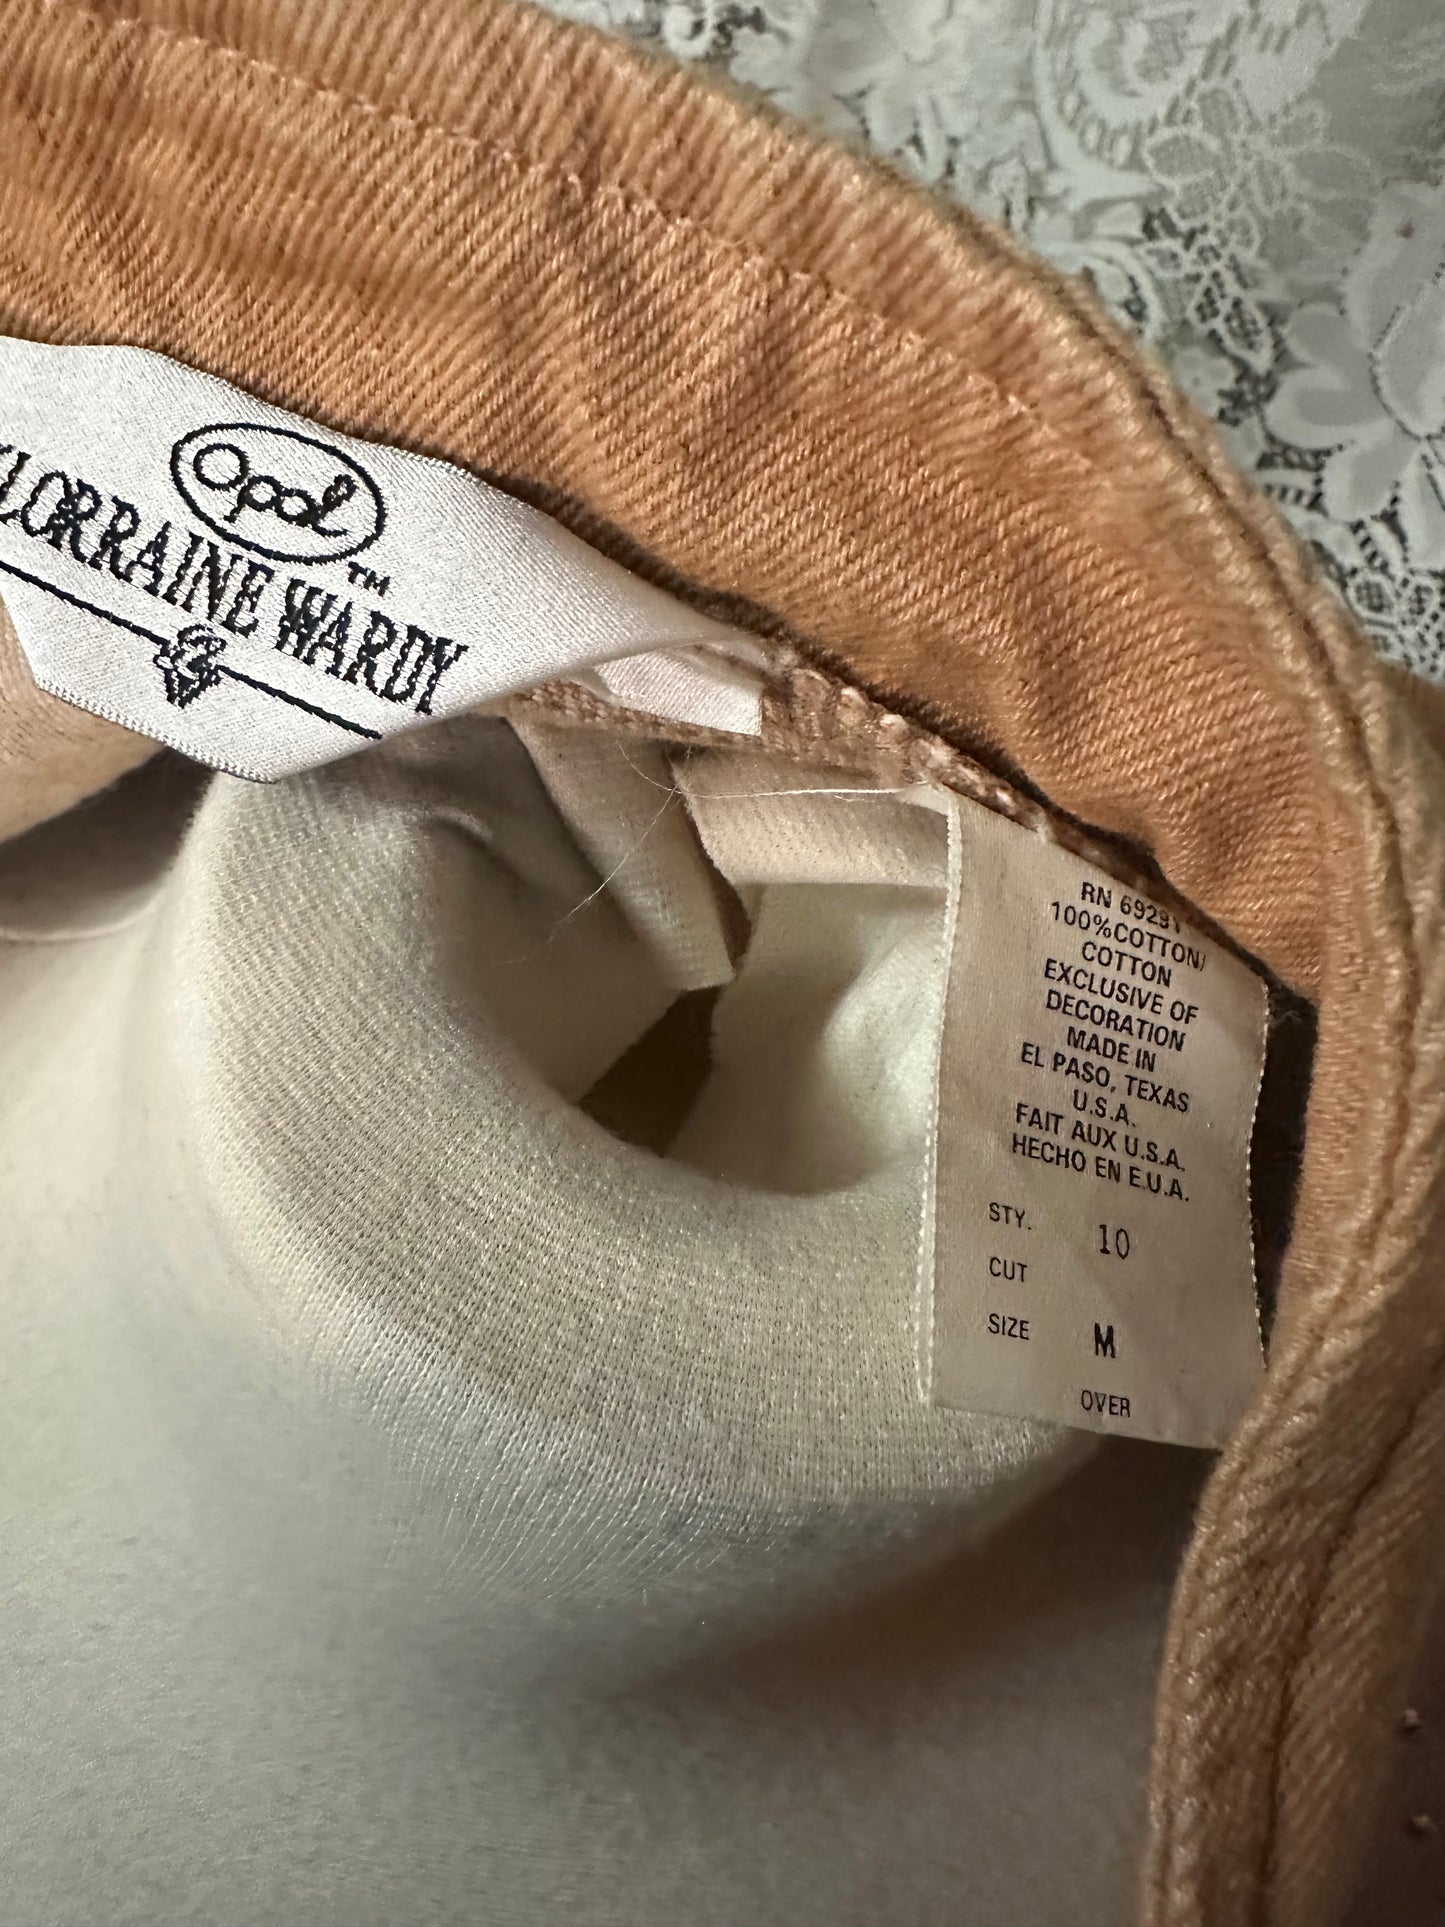 Opal
TM
LORRAINE WARDY
RN 69291
100%COTTON/
COTTON
EXCLUSIVE OF
DECORATION
MADE IN
EL PASO, TEXAS
U.S.A.
FAIT AUX U.S.A.
HECHO EN E.U.A.
STY. 10
CUT
SIZE M
OVER